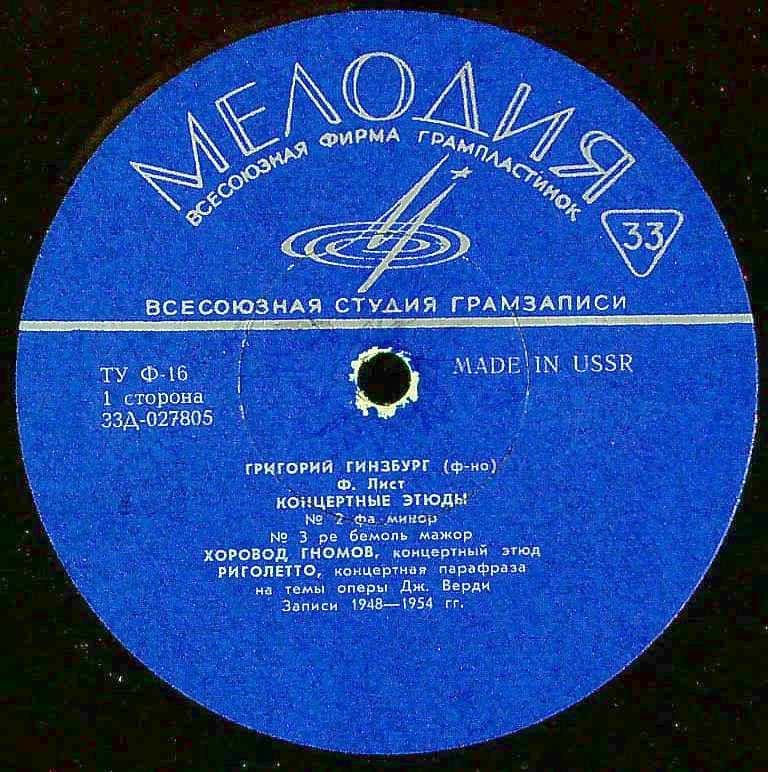 МЕЛОДИЯ
ВСЕСОЮЗНАЯ ФИРМА ГРАМПЛАСТИНОК
33
ВСЕСОЮЗНАЯ СТУДИЯ ГРАМЗАПИСИ
ТУ Ф-16
1 сторона
33Д-027805
MADE IN USSR
ГРИГОРИЙ ГИНЗБУРГ (ф-но)
Ф. Лист
КОНЦЕРТНЫЕ ЭТЮДЫ
№ 2 фа минор
№ 3 ре бемоль мажор
ХОРОВОД ГНОМОВ, концертный этюд
РИГОЛЕТТО, концертная парафраза
на темы оперы Дж. Верди
Записи 1948—1954 гг.